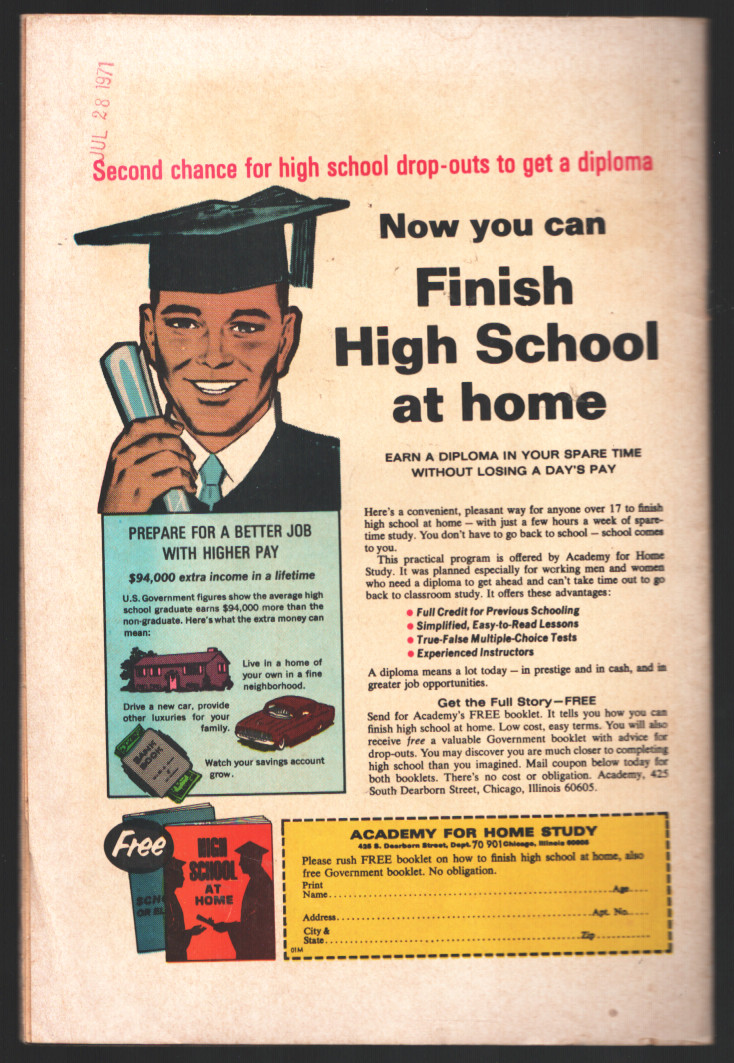 JUL 28 1971
Second chance for high school drop-outs to get a diploma
Now you can
Finish
High School
at home
EARN A DIPLOMA IN YOUR SPARE TIME
WITHOUT LOSING A DAY'S PAY
PREPARE FOR A BETTER JOB
WITH HIGHER PAY
$94,000 extra income in a lifetime
U.S. Government figures show the average high
school graduate earns $94,000 more than the
non-graduate. Here's what the extra money can
mean:
Live in a home of
your own in a fine
neighborhood.
Drive a new car, provide
other luxuries for your
family.
BANK
BOOK
Watch your savings account
grow.
Here's a convenient, pleasant way for anyone over 17 to finish
high school at home — with just a few hours a week of spare-
time study. You don't have to go back to school — school comes
to you.
This practical program is offered by Academy for Home
Study. It was planned especially for working men and women
who need a diploma to get ahead and can't take time out to go
back to classroom study. It offers these advantages:
● Full Credit for Previous Schooling
● Simplified, Easy-to-Read Lessons
● True-False Multiple-Choice Tests
● Experienced Instructors
A diploma means a lot today — in prestige and in cash, and in
greater job opportunities.
Get the Full Story—FREE
Send for Academy's FREE booklet. It tells you how you can
finish high school at home. Low cost, easy terms. You will also
receive free a valuable Government booklet with advice for
drop-outs. You may discover you are much closer to completing
high school than you imagined. Mail coupon below today for
both booklets. There's no cost or obligation. Academy, 425
South Dearborn Street, Chicago, Illinois 60605.
Free
HIGH
SCHOOL
AT
HOME
SCHO
OR BL
ACADEMY FOR HOME STUDY
425 S. Dearborn Street, Dept. 70 901 Chicago, Illinois 60605
Please rush FREE booklet on how to finish high school at home, also
free Government booklet. No obligation.
Print
Name Age
Address Apt. No.
City &
State Zip
01M